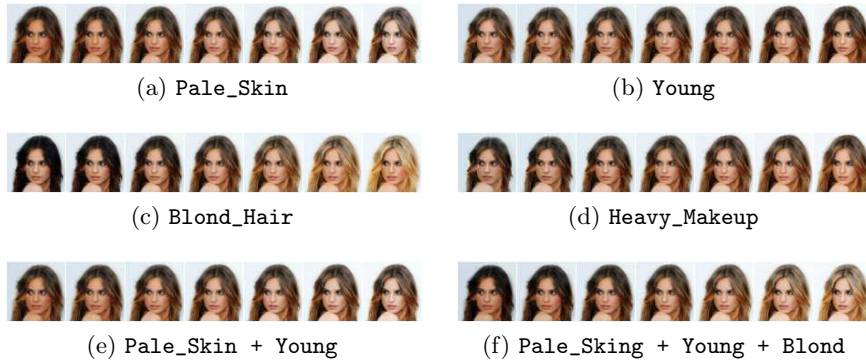 (a) Pale_Skin
(b) Young
(c) Blond_Hair
(d) Heavy_Makeup
(e) Pale_Skin + Young
(f) Pale_Sking + Young + Blond